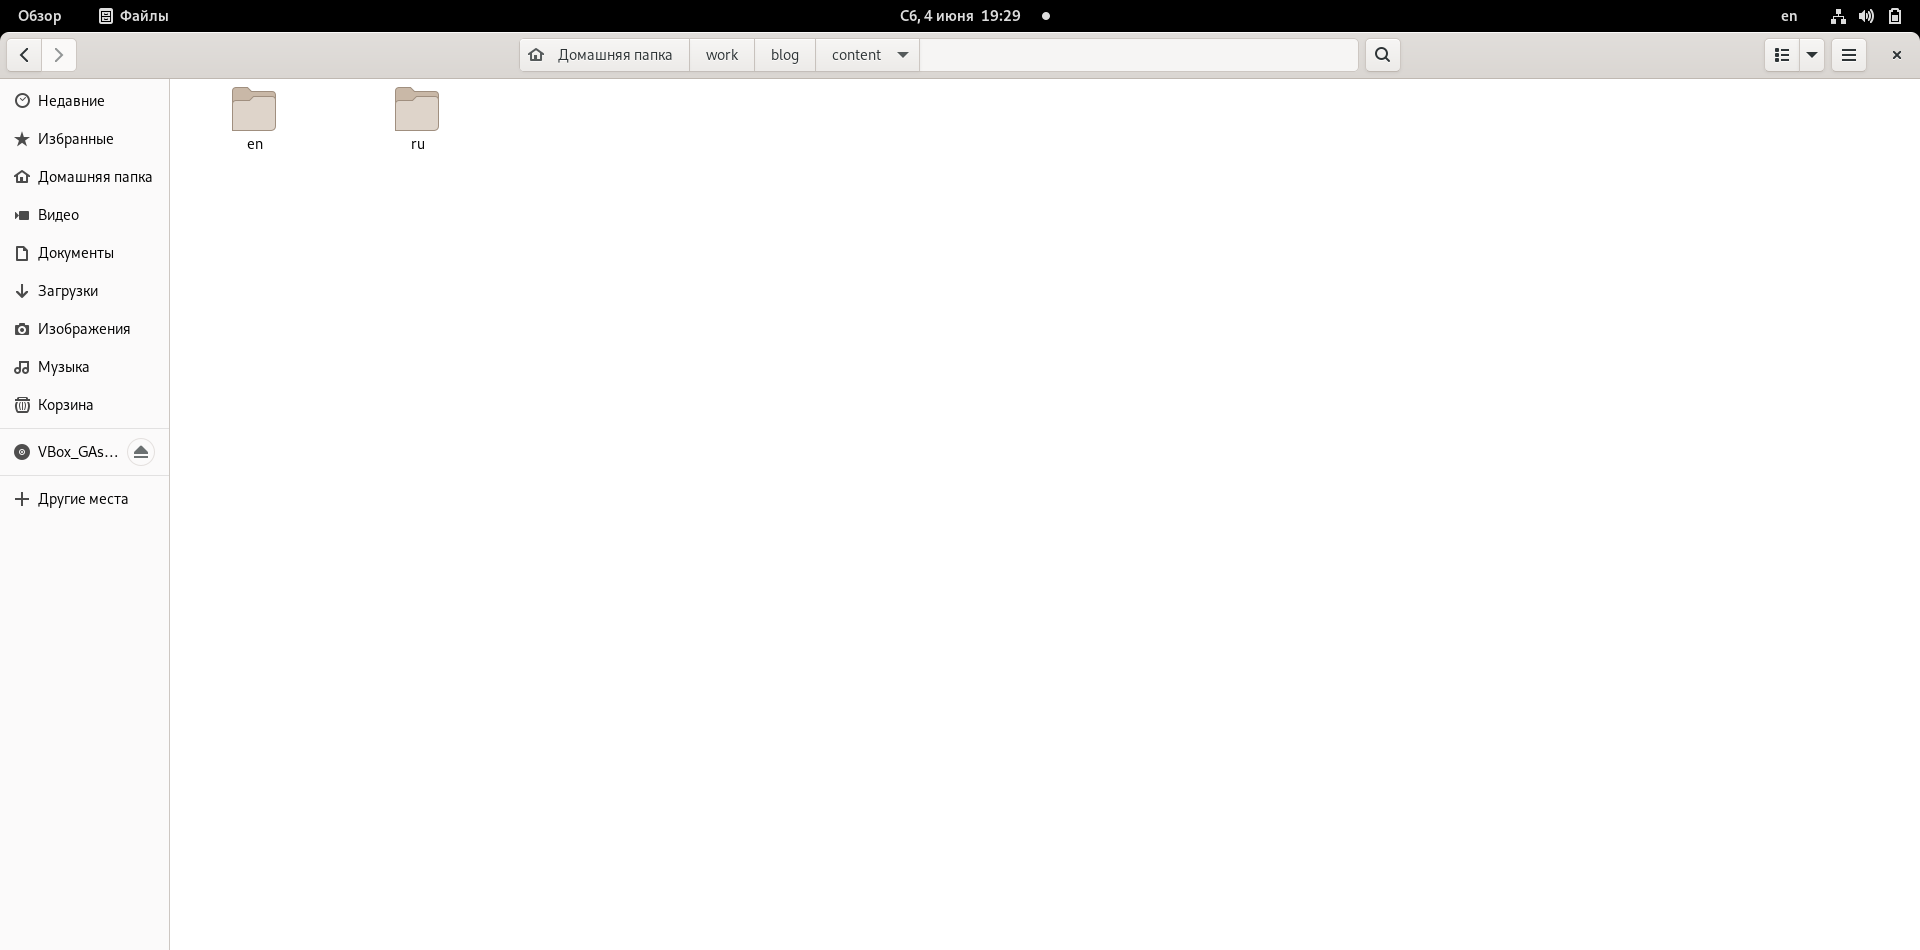 Обзор Файлы Сб, 4 июня 19:29 en
Домашняя папка work blog content
Недавние
Избранные
Домашняя папка
Видео
Документы
Загрузки
Изображения
Музыка
Корзина
VBox_GAs...
Другие места
en ru